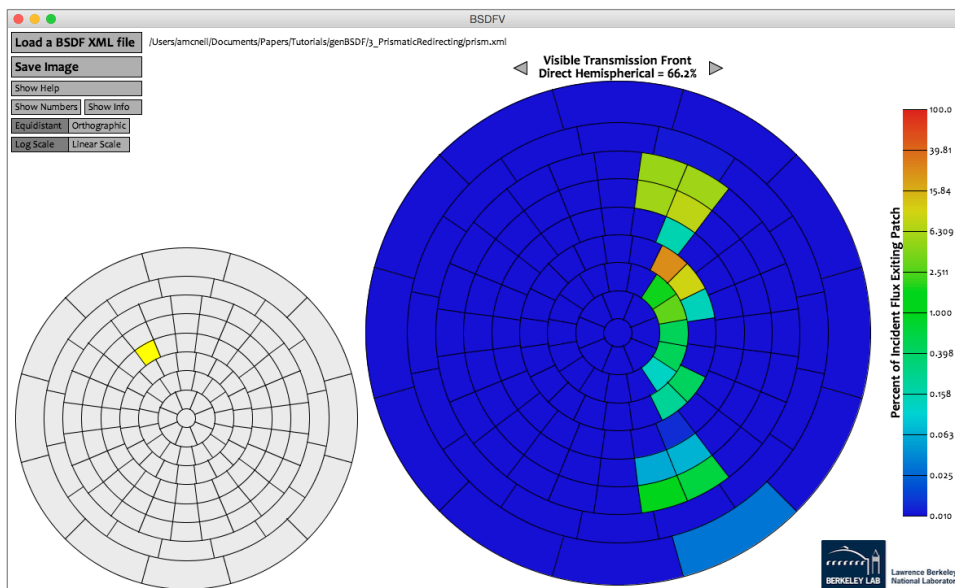 BSDFV
Load a BSDF XML file
/Users/amcneil/Documents/Papers/Tutorials/genBSDF/3_PrismaticRedirecting/prism.xml
Save Image
Show Help
Show Numbers
Show Info
Equidistant
Orthographic
Log Scale
Linear Scale
Visible Transmission Front
Direct Hemispherical = 66.2%
Percent of Incident Flux Exiting Patch
100.0
39.81
15.84
6.309
2.511
1.000
0.398
0.158
0.063
0.025
0.010
BERKELEY LAB
Lawrence Berkeley
National Laborator